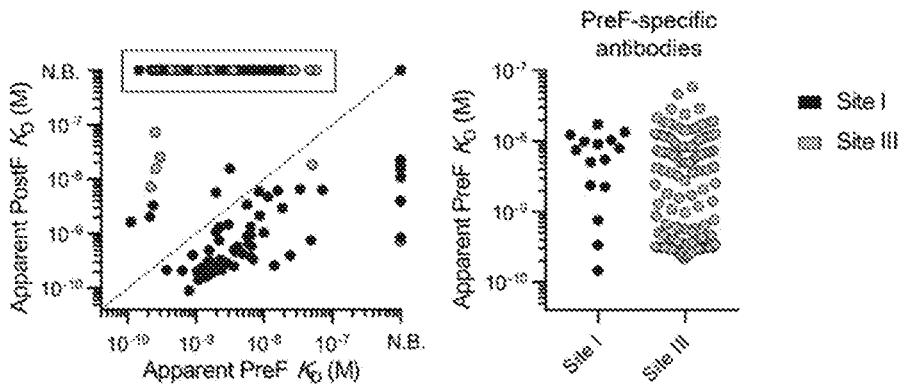 PreF-specific
antibodies
N.B.
10⁻⁷
10⁻⁸
10⁻⁹
10⁻¹⁰
Apparent PostF K_D (M)
10⁻¹⁰ 10⁻⁹ 10⁻⁸ 10⁻⁷ N.B.
Apparent PreF K_D (M)
10⁻⁷
10⁻⁸
10⁻⁹
10⁻¹⁰
Apparent PreF K_D (M)
Site I
Site III
Site I
Site III